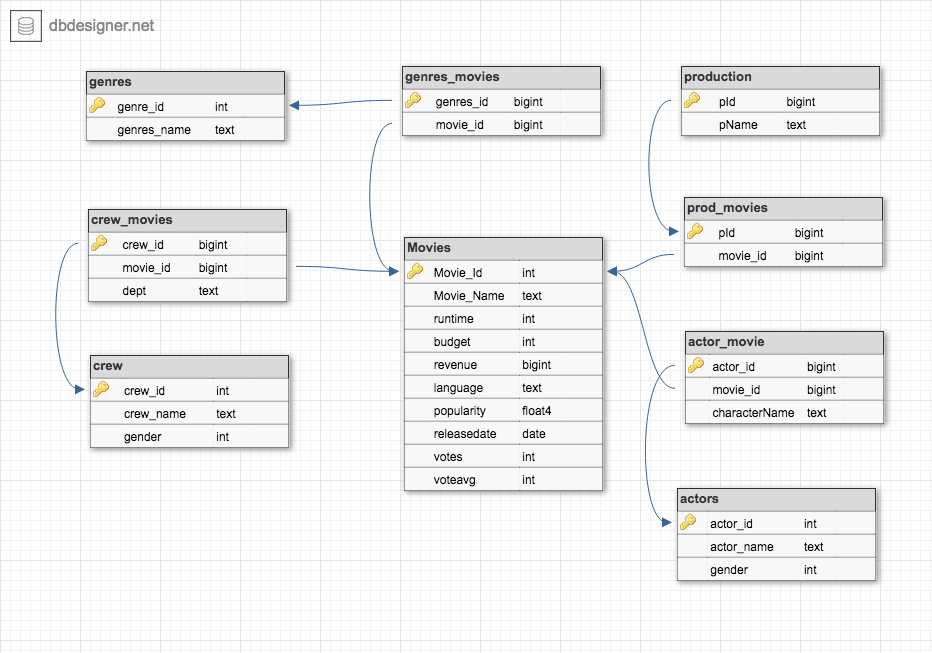 dbdesigner.net
genres
genre_id int
genres_name text
genres_movies
genres_id bigint
movie_id bigint
production
pId bigint
pName text
crew_movies
crew_id bigint
movie_id bigint
dept text
prod_movies
pId bigint
movie_id bigint
Movies
Movie_Id int
Movie_Name text
runtime int
budget int
revenue bigint
language text
popularity float4
releasedate date
votes int
voteavg int
actor_movie
actor_id bigint
movie_id bigint
characterName text
crew
crew_id int
crew_name text
gender int
actors
actor_id int
actor_name text
gender int